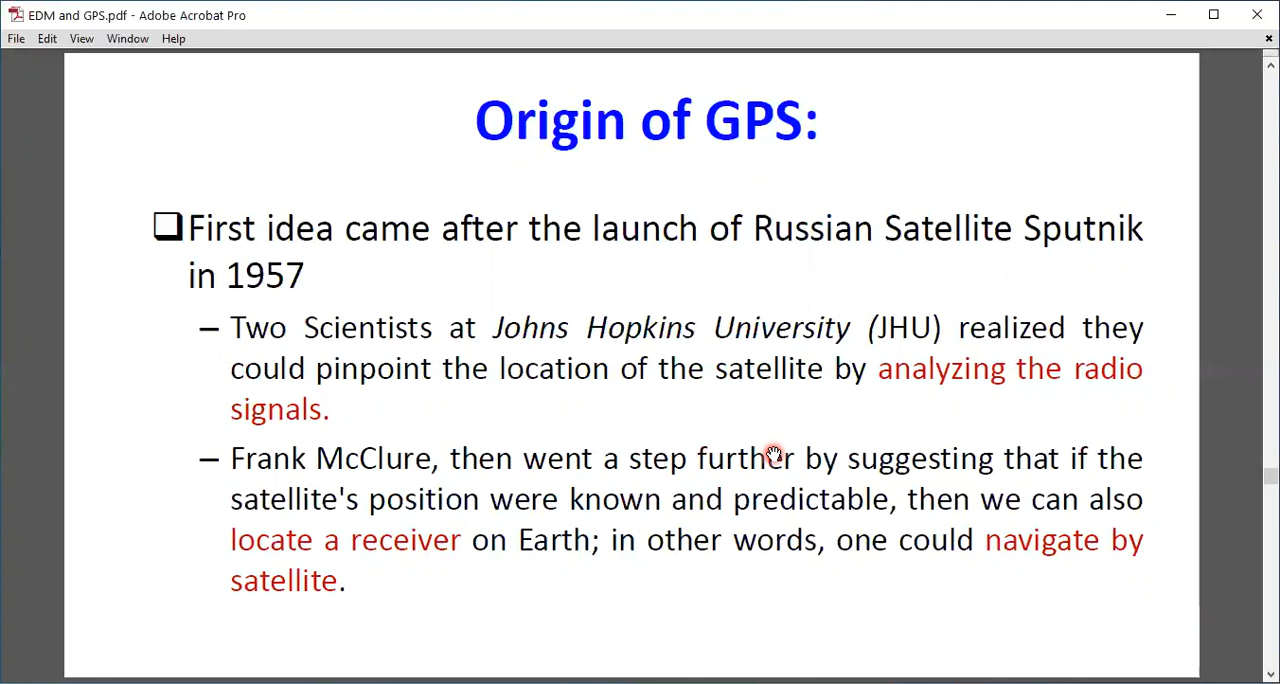 EDM and GPS.pdf - Adobe Acrobat Pro
File Edit View Window Help
Origin of GPS:
First idea came after the launch of Russian Satellite Sputnik
in 1957
– Two Scientists at Johns Hopkins University (JHU) realized they
could pinpoint the location of the satellite by analyzing the radio
signals.
– Frank McClure, then went a step further by suggesting that if the
satellite's position were known and predictable, then we can also
locate a receiver on Earth; in other words, one could navigate by
satellite.